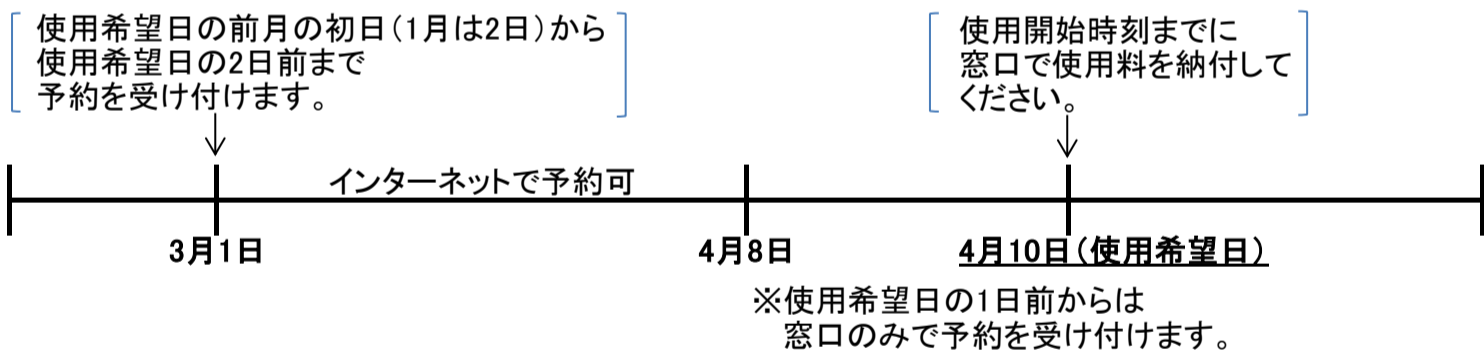 使用希望日の前月の初日(1月は2日)から
使用希望日の2日前まで
予約を受け付けます。
使用開始時刻までに
窓口で使用料を納付して
ください。
インターネットで予約可
3月1日
4月8日
4月10日(使用希望日)
※使用希望日の1日前からは
窓口のみで予約を受け付けます。